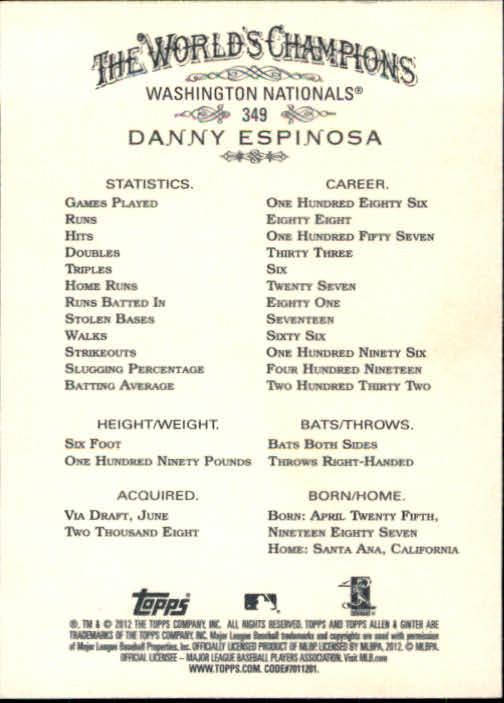 THE WORLD'S CHAMPIONS
WASHINGTON NATIONALS®
349
DANNY ESPINOSA
STATISTICS. CAREER.
GAMES PLAYED ONE HUNDRED EIGHTY SIX
RUNS EIGHTY EIGHT
HITS ONE HUNDRED FIFTY SEVEN
DOUBLES THIRTY THREE
TRIPLES SIX
HOME RUNS TWENTY SEVEN
RUNS BATTED IN EIGHTY ONE
STOLEN BASES SEVENTEEN
WALKS SIXTY SIX
STRIKEOUTS ONE HUNDRED NINETY SIX
SLUGGING PERCENTAGE FOUR HUNDRED NINETEEN
BATTING AVERAGE TWO HUNDRED THIRTY TWO
HEIGHT/WEIGHT. BATS/THROWS.
SIX FOOT BATS BOTH SIDES
ONE HUNDRED NINETY POUNDS THROWS RIGHT-HANDED
ACQUIRED. BORN/HOME.
VIA DRAFT, JUNE BORN: APRIL TWENTY FIFTH,
TWO THOUSAND EIGHT NINETEEN EIGHTY SEVEN
HOME: SANTA ANA, CALIFORNIA
Topps
®, TM & © 2012 THE TOPPS COMPANY, INC. ALL RIGHTS RESERVED. TOPPS AND TOPPS ALLEN & GINTER ARE
TRADEMARKS OF THE TOPPS COMPANY, INC. Major League Baseball trademarks and copyrights are used with permission
of Major League Baseball Properties, Inc. OFFICIALLY LICENSED PRODUCT OF MLBP. LICENSED BY MLBPA, 2012. © MLBPA.
OFFICIAL LICENSEE – MAJOR LEAGUE BASEBALL PLAYERS ASSOCIATION. Visit MLB.com
WWW.TOPPS.COM. CODE#7011201.